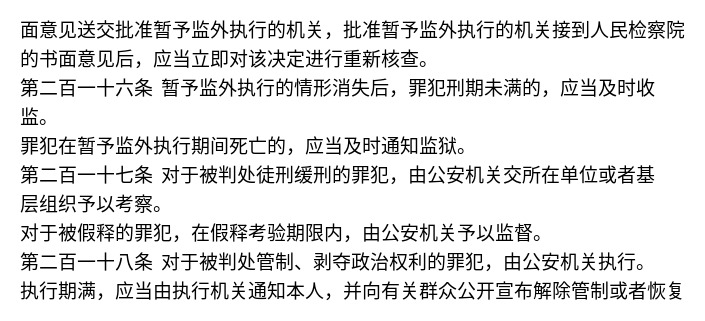 面意见送交批准暂予监外执行的机关，批准暂予监外执行的机关接到人民检察院
的书面意见后，应当立即对该决定进行重新核查。
第二百一十六条 暂予监外执行的情形消失后，罪犯刑期未满的，应当及时收
监。
罪犯在暂予监外执行期间死亡的，应当及时通知监狱。
第二百一十七条 对于被判处徒刑缓刑的罪犯，由公安机关交所在单位或者基
层组织予以考察。
对于被假释的罪犯，在假释考验期限内，由公安机关予以监督。
第二百一十八条 对于被判处管制、剥夺政治权利的罪犯，由公安机关执行。
执行期满，应当由执行机关通知本人，并向有关群众公开宣布解除管制或者恢复